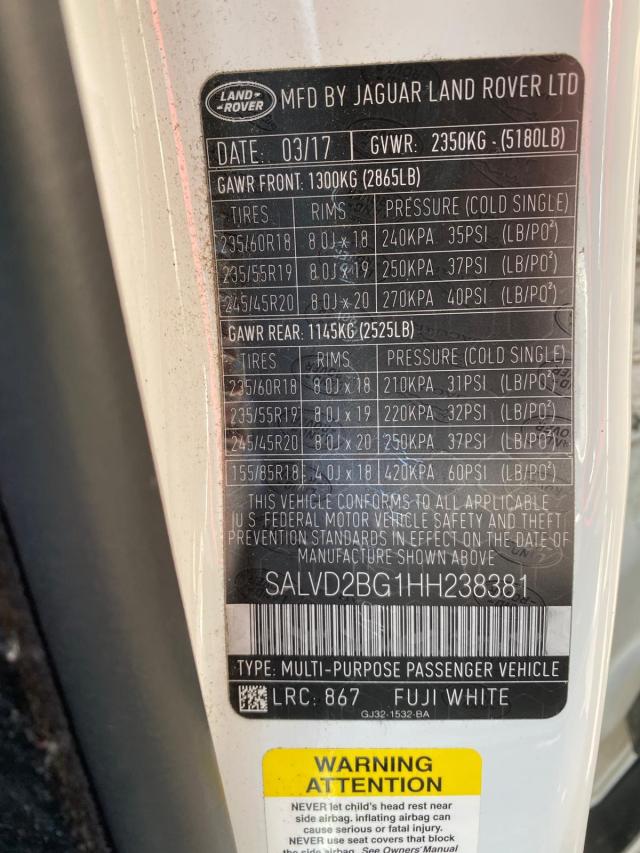 LAND ROVER MFD BY JAGUAR LAND ROVER LTD
DATE: 03/17 GVWR: 2350KG - (5180LB)
GAWR FRONT: 1300KG (2865LB)
TIRES RIMS PRESSURE (COLD SINGLE)
235/60R18 8.0J x 18 240KPA 35PSI (LB/PO²)
235/55R19 8.0J x 19 250KPA 37PSI (LB/PO²)
245/45R20 8.0J x 20 270KPA 40PSI (LB/PO²)
GAWR REAR: 1145KG (2525LB)
TIRES RIMS PRESSURE (COLD SINGLE)
235/60R18 8.0J x 18 210KPA 31PSI (LB/PO²)
235/55R19 8.0J x 19 220KPA 32PSI (LB/PO²)
245/45R20 8.0J x 20 250KPA 37PSI (LB/PO²)
155/85R18 4.0J x 18 420KPA 60PSI (LB/PO²)
THIS VEHICLE CONFORMS TO ALL APPLICABLE
U.S. FEDERAL MOTOR VEHICLE SAFETY AND THEFT
PREVENTION STANDARDS IN EFFECT ON THE DATE OF
MANUFACTURE SHOWN ABOVE
SALVD2BG1HH238381
TYPE: MULTI-PURPOSE PASSENGER VEHICLE
LRC: 867 FUJI WHITE
GJ32-1532-BA
WARNING
ATTENTION
NEVER let child's head rest near
side airbag. inflating airbag can
cause serious or fatal injury.
NEVER use seat covers that block
the side airbag. See Owners' Manual